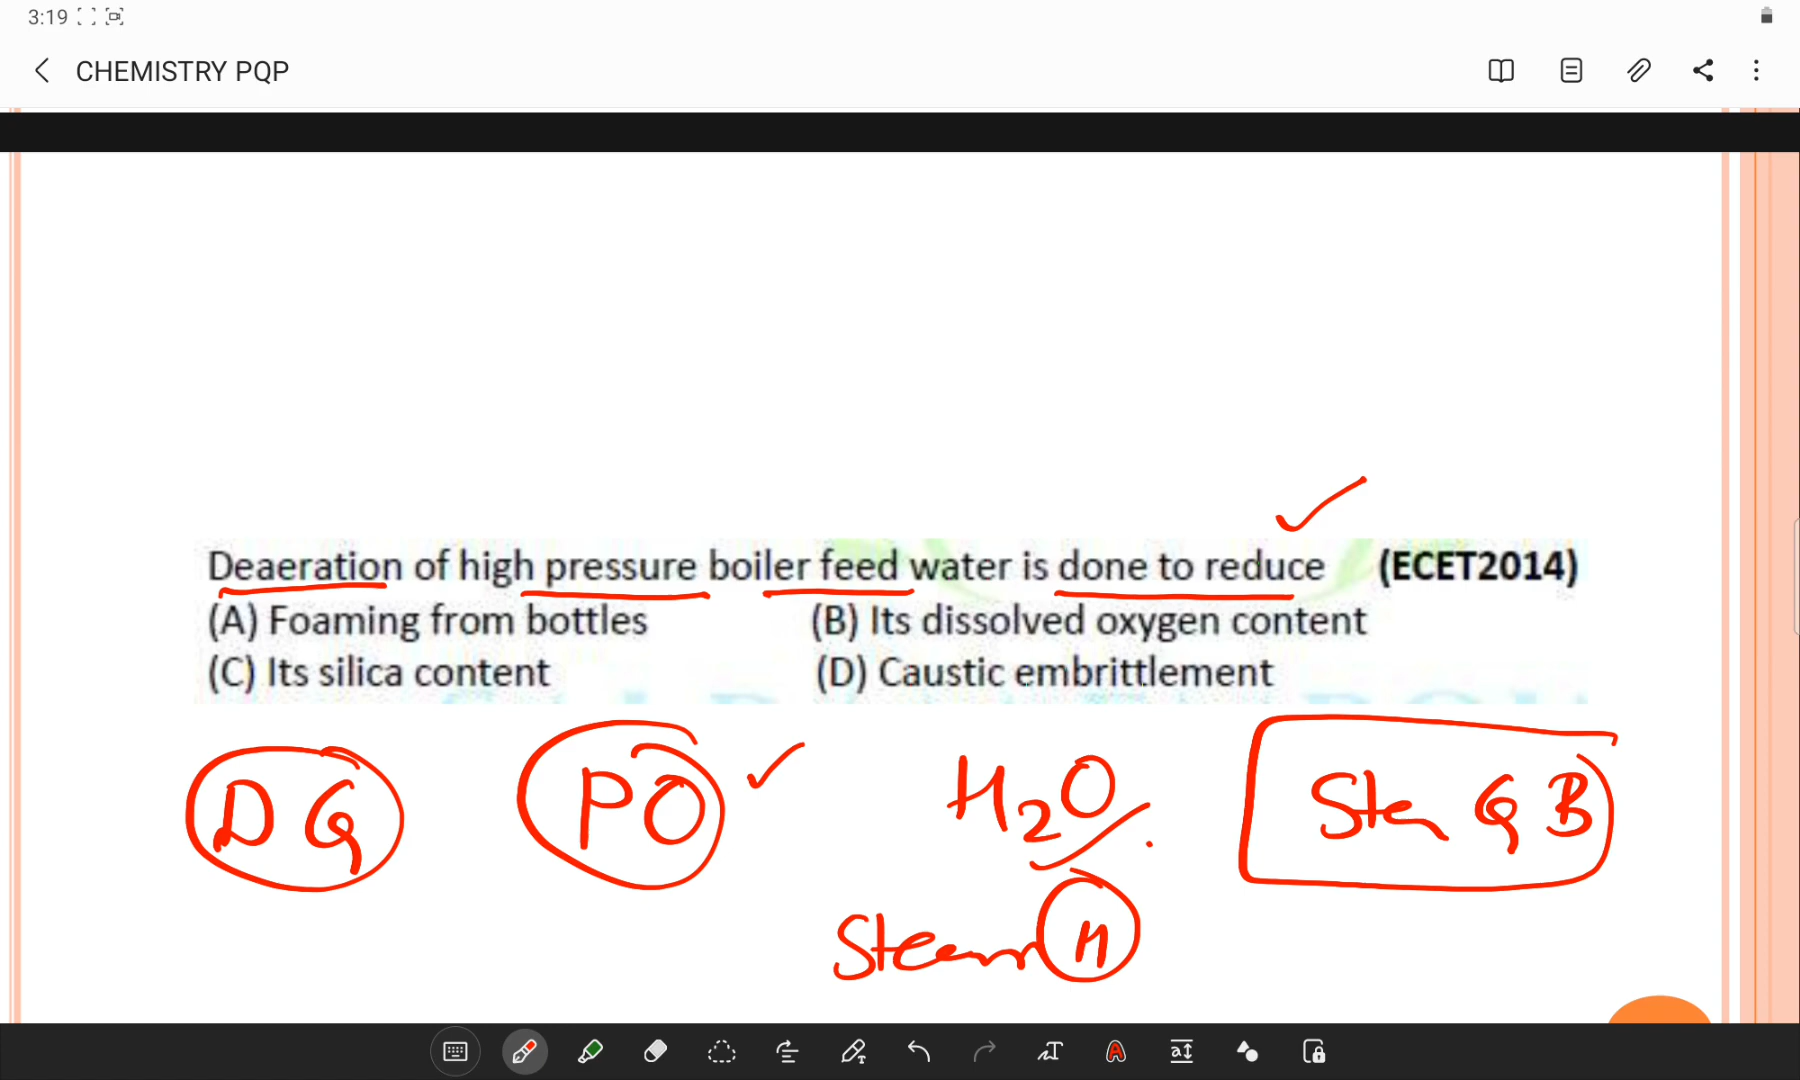 3:19
CHEMISTRY PQP
Deaeration of high pressure boiler feed water is done to reduce (ECET2014)
(A) Foaming from bottles (B) Its dissolved oxygen content
(C) Its silica content (D) Caustic embrittlement
D G PO H2O Ste G B
Steam H